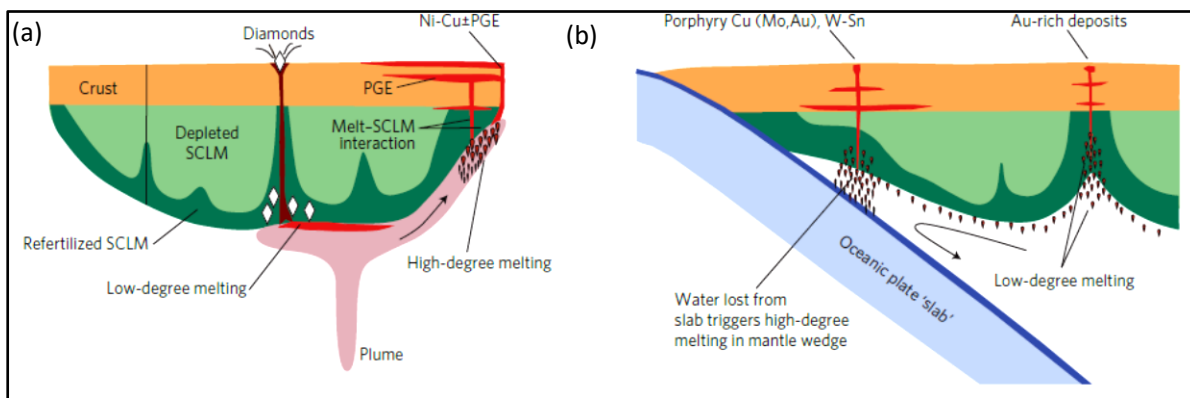 (a)
Diamonds
Ni-Cu±PGE
Crust
PGE
Depleted
SCLM
Melt-SCLM
interaction
Refertilized SCLM
Low-degree melting
High-degree melting
Plume
(b)
Porphyry Cu (Mo,Au), W-Sn
Au-rich deposits
Oceanic plate 'slab'
Water lost from
slab triggers high-degree
melting in mantle wedge
Low-degree melting